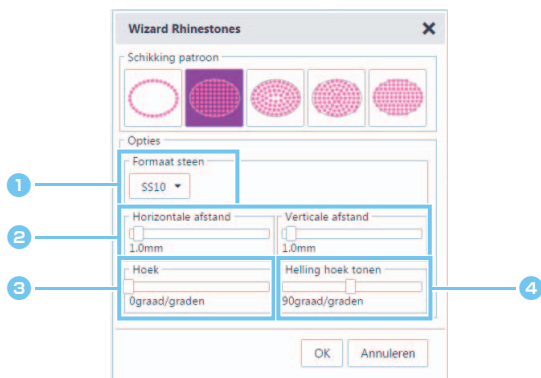 Wizard Rhinestones
Schikking patroon
Opties
Formaat steen
1
SS10
Horizontale afstand Verticale afstand
2
1.0mm 1.0mm
Hoek Helling hoek tonen
3 4
0graad/graden 90graad/graden
OK Annuleren